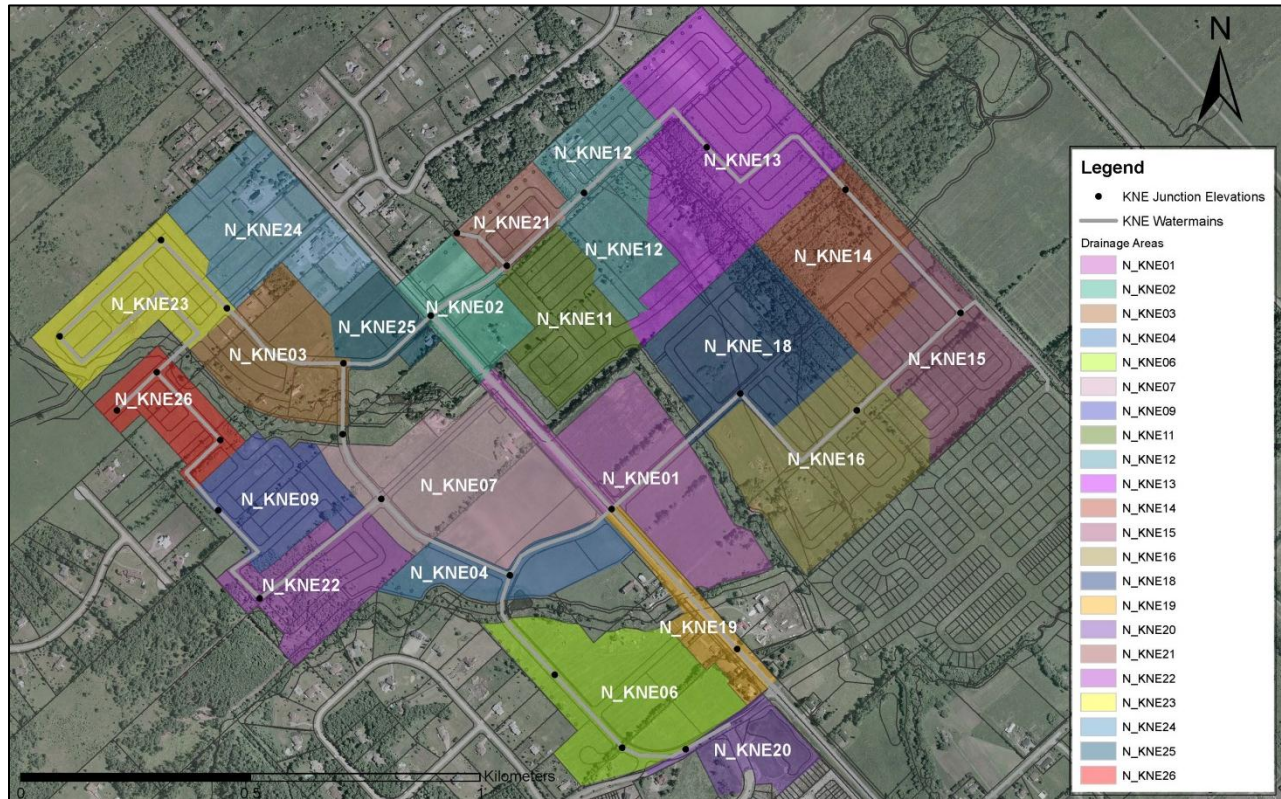 N
N_KNE12
N_KNE13
N_KNE21
N_KNE24
N_KNE12
N_KNE14
N_KNE23
N_KNE25
N_KNE02
N_KNE11
N_KNE_18
N_KNE03
N_KNE15
N_KNE26
N_KNE16
N_KNE07
N_KNE01
N_KNE09
N_KNE04
N_KNE22
N_KNE19
N_KNE06
N_KNE20
0 0.5 1 Kilometers
Legend
KNE Junction Elevations
KNE Watermains
Drainage Areas
N_KNE01
N_KNE02
N_KNE03
N_KNE04
N_KNE06
N_KNE07
N_KNE09
N_KNE11
N_KNE12
N_KNE13
N_KNE14
N_KNE15
N_KNE16
N_KNE18
N_KNE19
N_KNE20
N_KNE21
N_KNE22
N_KNE23
N_KNE24
N_KNE25
N_KNE26